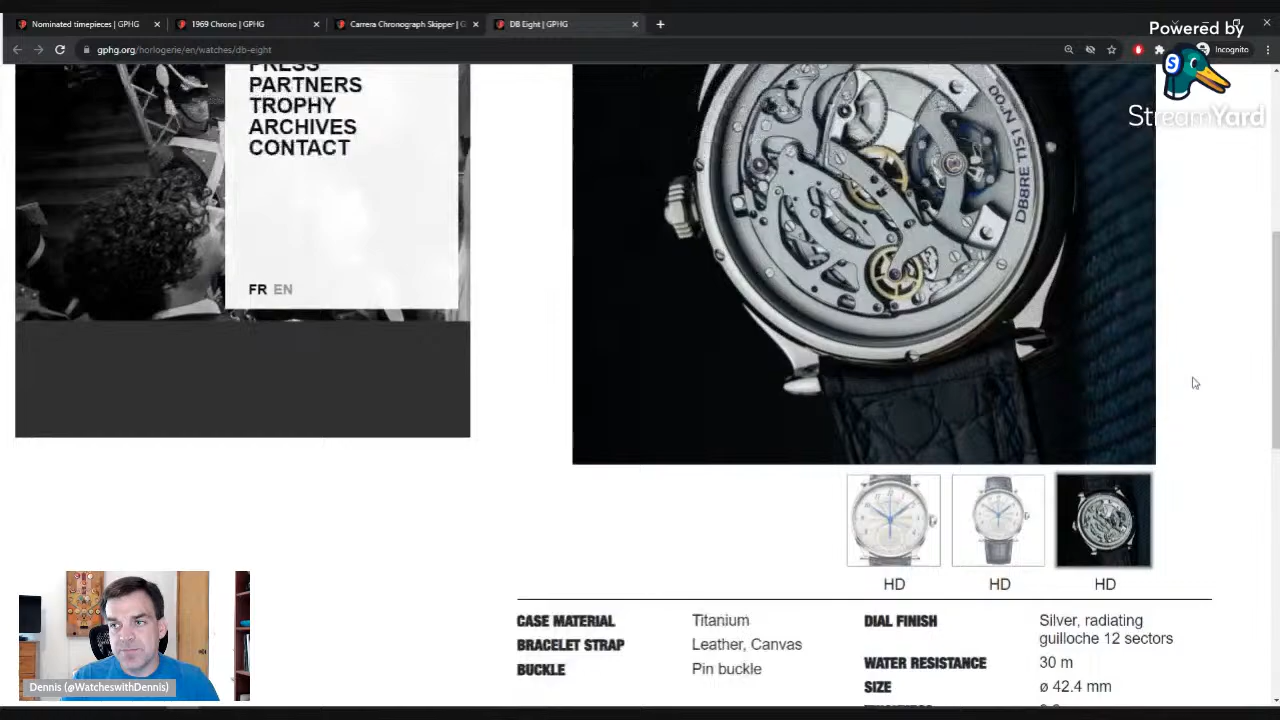 Nominated timepieces | GPHG
1969 Chrono | GPHG
Carrera Chronograph Skipper | G
DB Eight | GPHG
gphg.org/horlogerie/en/watches/db-eight
Incognito
Powered by
S
StreamYard
PRESS
PARTNERS
TROPHY
ARCHIVES
CONTACT
FR EN
DB8RE TIS1 N°00
HD
HD
HD
CASE MATERIAL Titanium
BRACELET STRAP Leather, Canvas
BUCKLE Pin buckle
DIAL FINISH Silver, radiating
guilloche 12 sectors
WATER RESISTANCE 30 m
SIZE ø 42.4 mm
Dennis (@WatcheswithDennis)